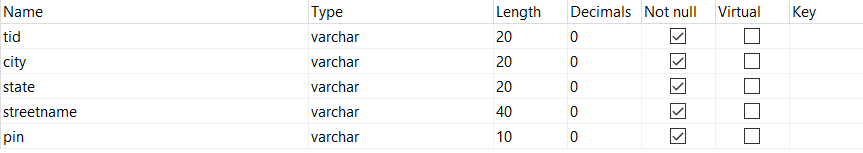 Name Type Length Decimals Not null Virtual Key
tid varchar 20 0
city varchar 20 0
state varchar 20 0
streetname varchar 40 0
pin varchar 10 0